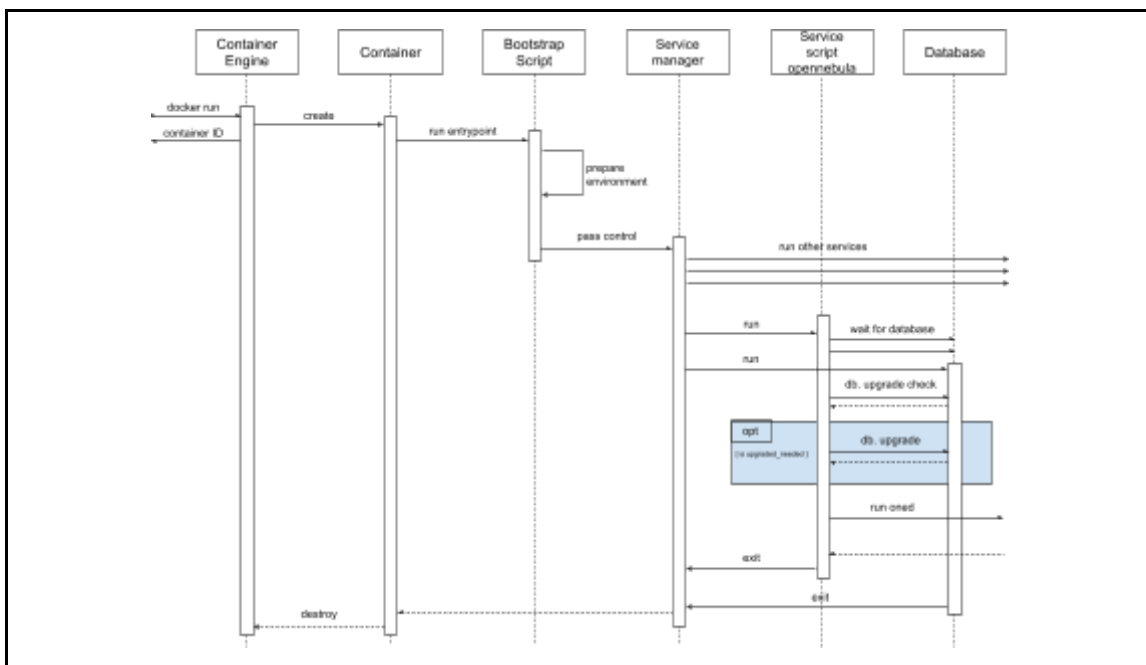 Container
Engine
Container
Bootstrap
Script
Service
manager
Service
script
opennebula
Database
docker run
create
container ID
run entrypoint
prepare
environment
pass control
run other services
run
wait for database
run
db. upgrade check
opt
db. upgrade
[ is upgraded_needed ]
run oned
exit
exit
destroy